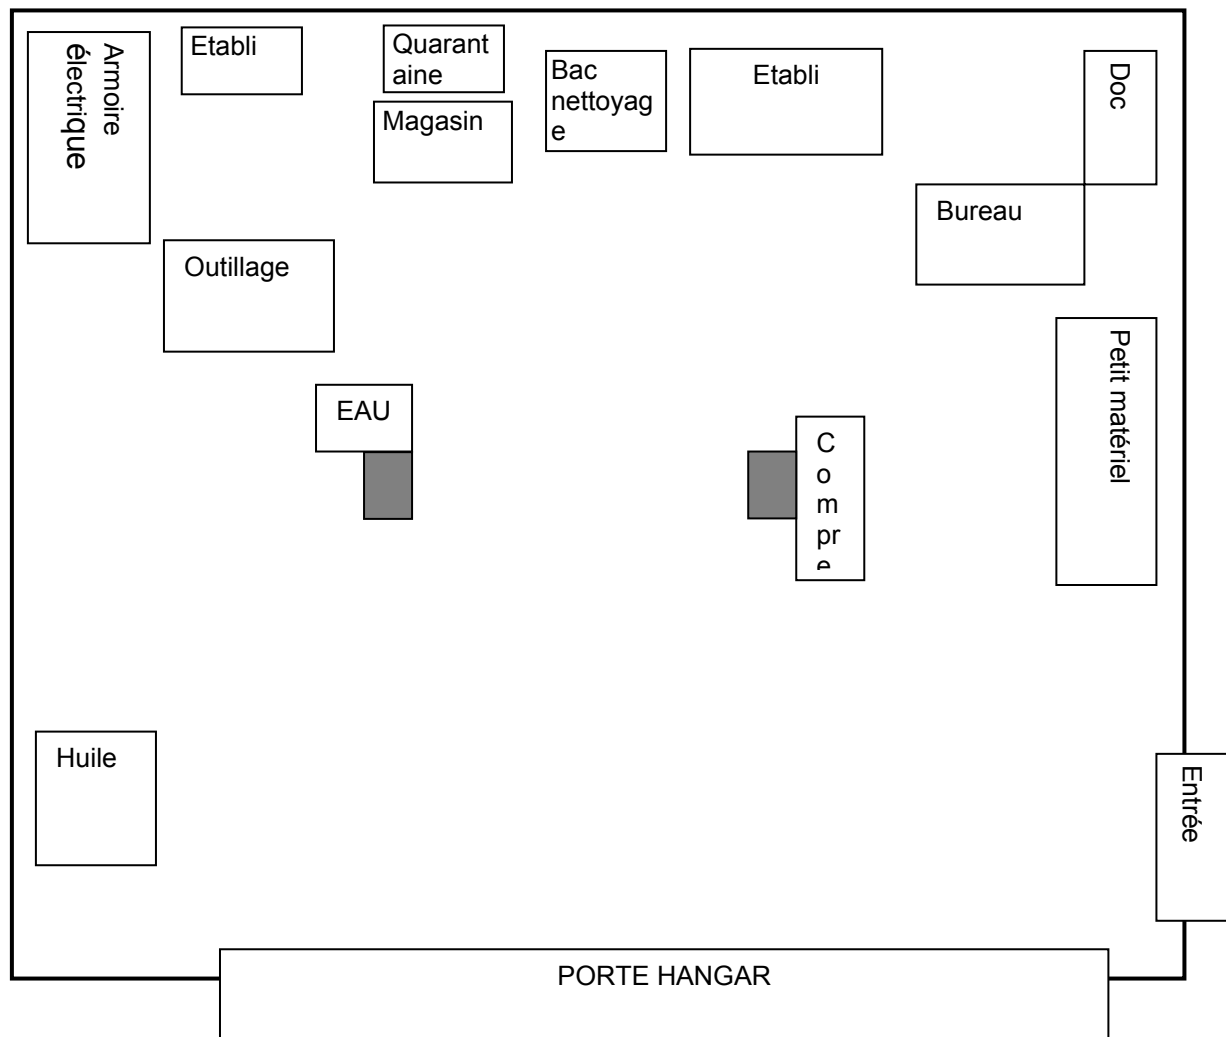 Armoire
électrique
Etabli
Quarant
aine
Magasin
Bac
nettoyag
e
Etabli
Doc
Bureau
Outillage
Petit matériel
EAU
C
o
m
pr
e
Huile
Entrée
PORTE HANGAR